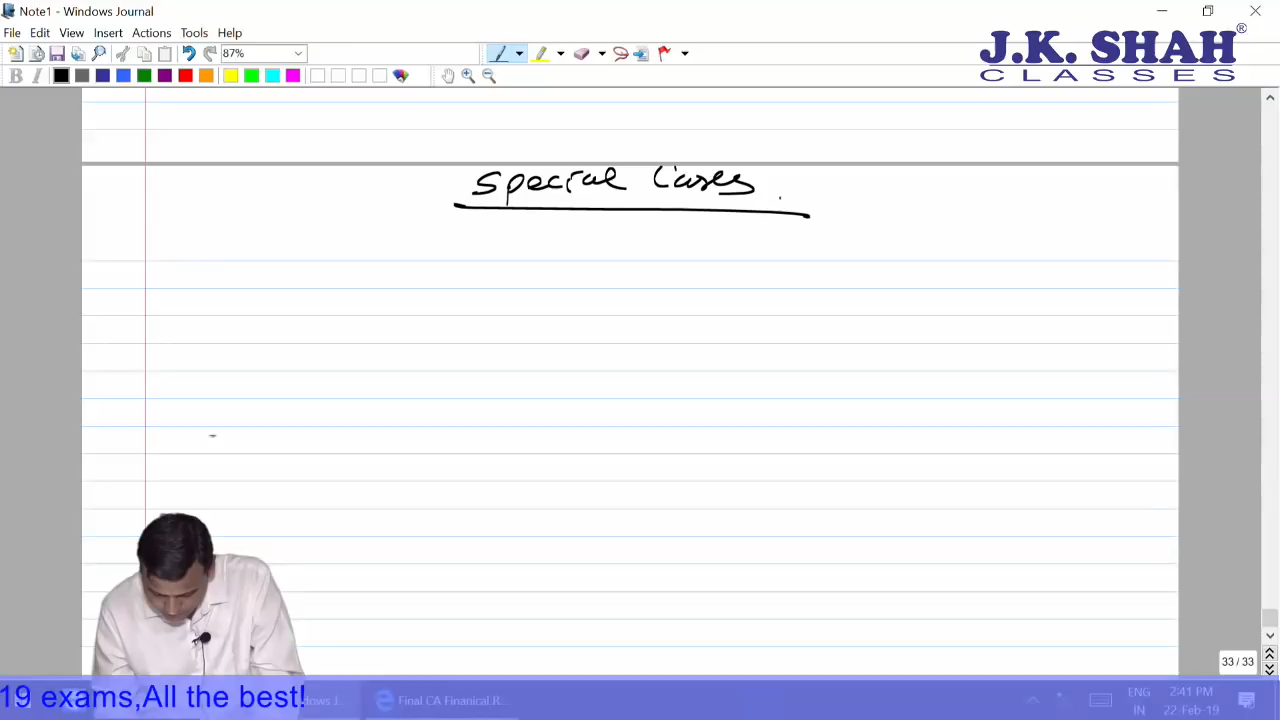 Note1 - Windows Journal
File Edit View Insert Actions Tools Help
87%
J.K. SHAH®
CLASSES
Special Cases
33 / 33
19 exams,All the best!
Final CA Finanical.R...
ENG
IN
2:41 PM
22-Feb-19